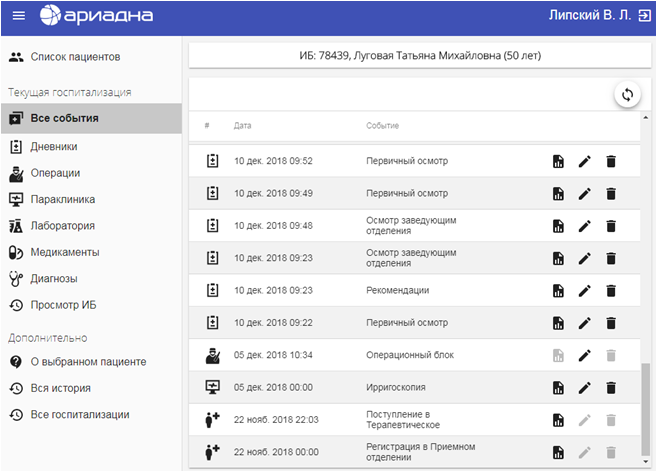 ариадна
Липский В. Л.
Список пациентов
Текущая госпитализация
Все события
Дневники
Операции
Параклиника
Лаборатория
Медикаменты
Диагнозы
Просмотр ИБ
Дополнительно
О выбранном пациенте
Вся история
Все госпитализации
ИБ: 78439, Луговая Татьяна Михайловна (50 лет)
# Дата Событие
10 дек. 2018 09:52 Первичный осмотр
10 дек. 2018 09:49 Первичный осмотр
10 дек. 2018 09:48 Осмотр заведующим
отделения
10 дек. 2018 09:23 Осмотр заведующим
отделения
10 дек. 2018 09:23 Рекомендации
10 дек. 2018 09:22 Первичный осмотр
05 дек. 2018 10:34 Операционный блок
05 дек. 2018 00:00 Ирригоскопия
22 нояб. 2018 22:03 Поступление в
Терапевтическое
22 нояб. 2018 00:00 Регистрация в Приемном
отделении